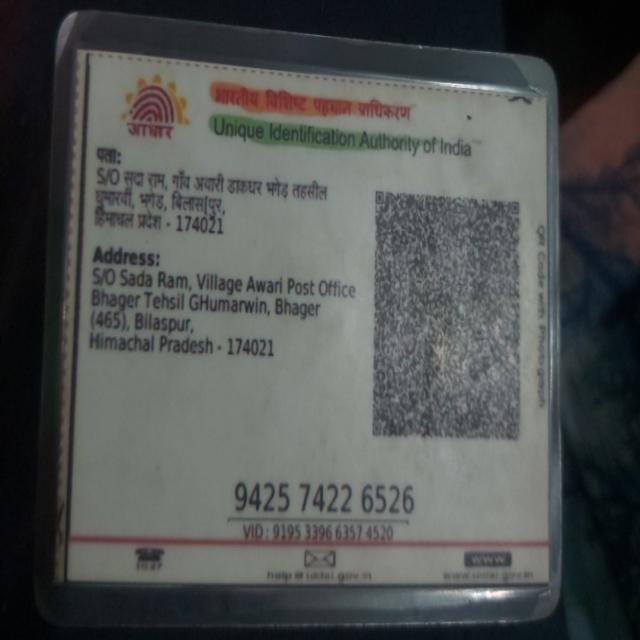 भारतीय विशिष्ट पहचान प्राधिकरण
Unique Identification Authority of India
आधार
पता:
S/O सदा राम, गाँव अवारी डाकघर भगेड़ तहसील
घुमारवीं, भगेड़, बिलासपुर,
हिमाचल प्रदेश - 174021
Address:
S/O Sada Ram, Village Awari Post Office
Bhager Tehsil GHumarwin, Bhager
(465), Bilaspur,
Himachal Pradesh - 174021
QR Code with Photograph
9425 7422 6526
VID : 9195 3396 6357 4520
1947
help@uidai.gov.in
www
www.uidai.gov.in